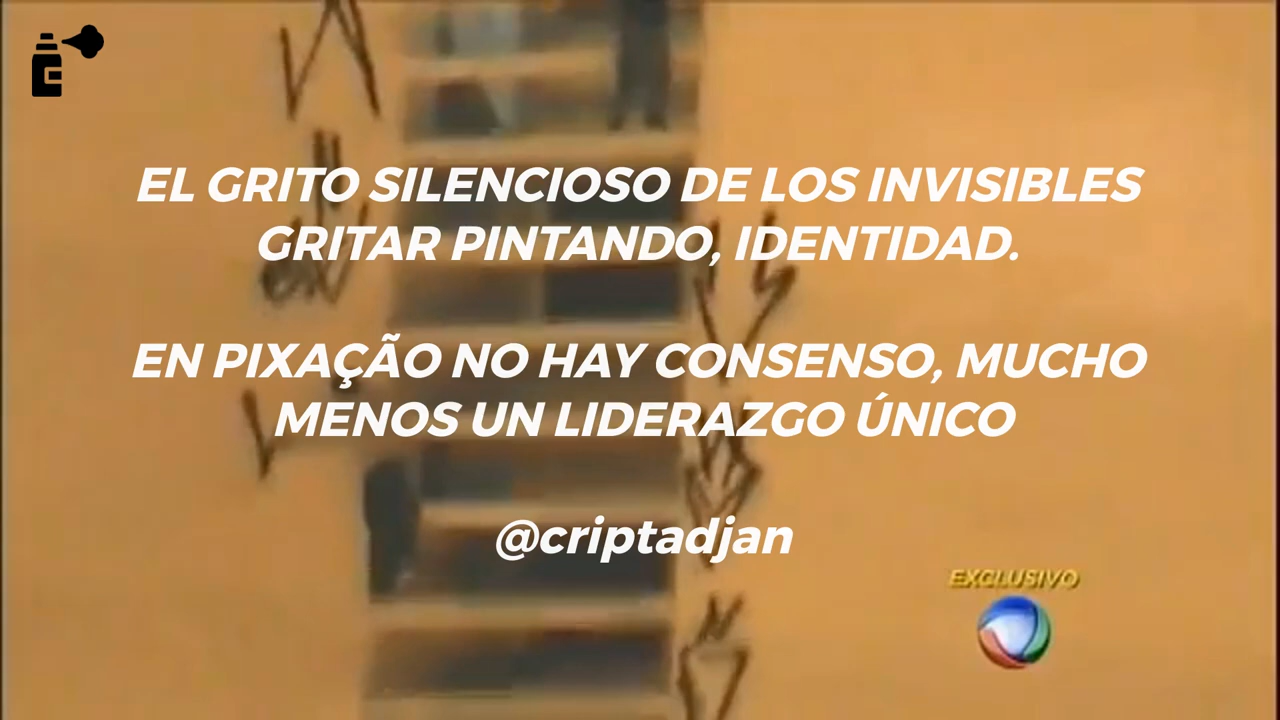 EL GRITO SILENCIOSO DE LOS INVISIBLES
GRITAR PINTANDO, IDENTIDAD.
EN PIXAÇÃO NO HAY CONSENSO, MUCHO
MENOS UN LIDERAZGO ÚNICO
@criptadjan
EXCLUSIVO